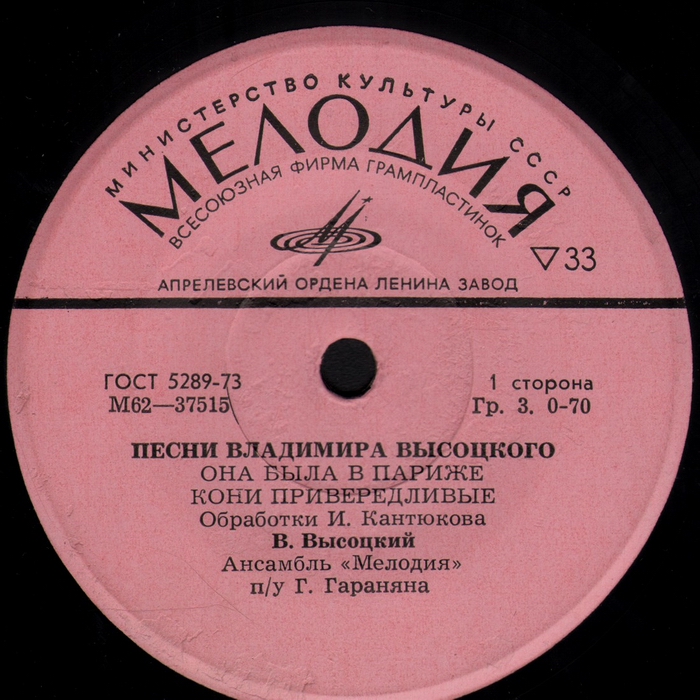 МИНИСТЕРСТВО КУЛЬТУРЫ СССР
МЕЛОДИЯ
ВСЕСОЮЗНАЯ ФИРМА ГРАМПЛАСТИНОК
33
АПРЕЛЕВСКИЙ ОРДЕНА ЛЕНИНА ЗАВОД
ГОСТ 5289-73
1 сторона
М62—37515
Гр. 3. 0-70
ПЕСНИ ВЛАДИМИРА ВЫСОЦКОГО
ОНА БЫЛА В ПАРИЖЕ
КОНИ ПРИВЕРЕДЛИВЫЕ
Обработки И. Кантюкова
В. Высоцкий
Ансамбль «Мелодия»
п/у Г. Гараняна